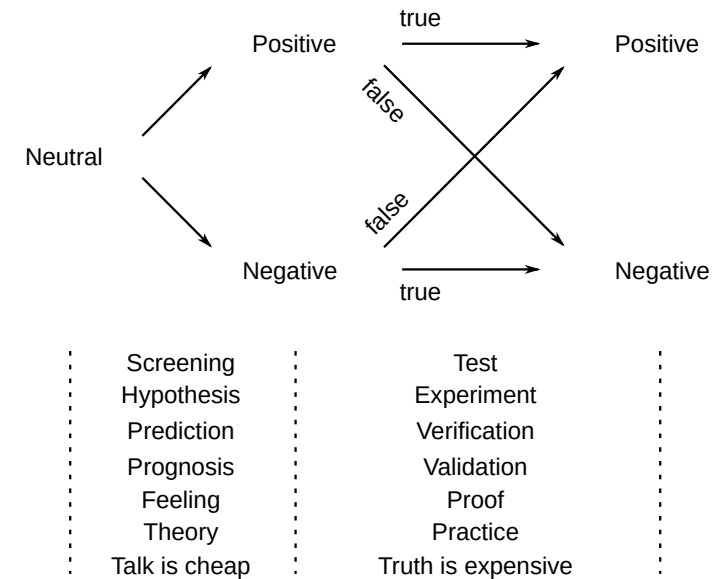 true
Positive Positive
false
Neutral
false
Negative Negative
true
Screening Test
Hypothesis Experiment
Prediction Verification
Prognosis Validation
Feeling Proof
Theory Practice
Talk is cheap Truth is expensive